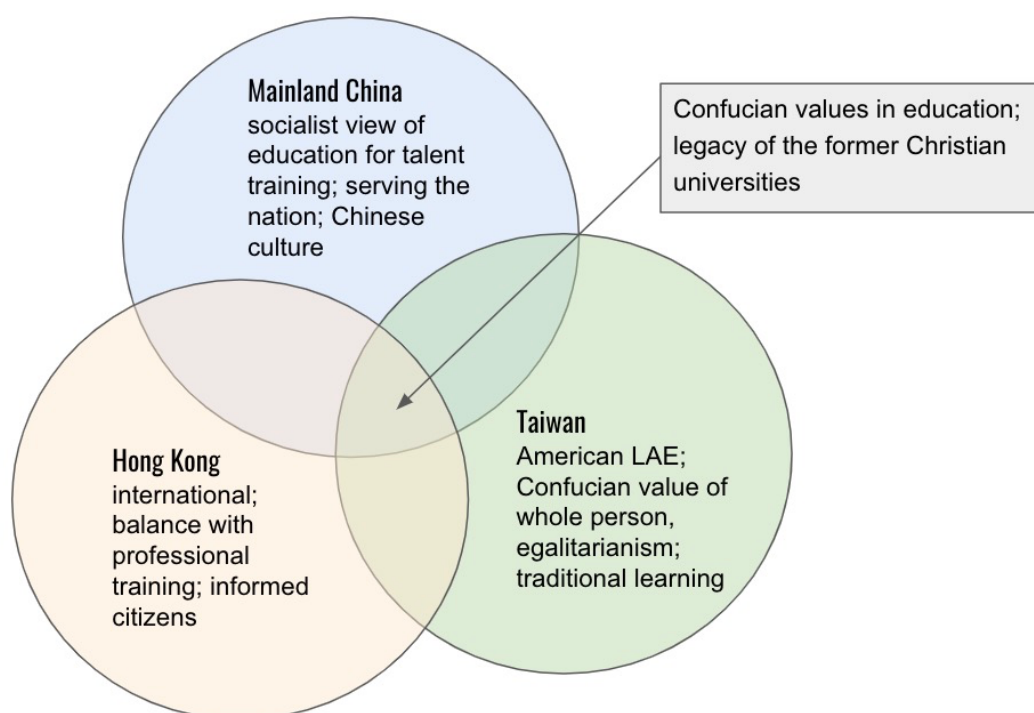 Mainland China
socialist view of
education for talent
training; serving the
nation; Chinese
culture
Confucian values in education;
legacy of the former Christian
universities
Hong Kong
international;
balance with
professional
training; informed
citizens
Taiwan
American LAE;
Confucian value of
whole person,
egalitarianism;
traditional learning